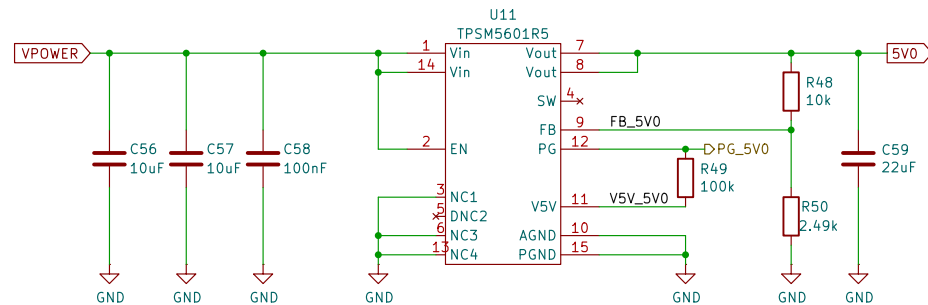 U11
TPSM5601R5
VPOWER
1
Vin
14
Vin
2
EN
3
NC1
5
DNC2
6
NC3
13
NC4
Vout
7
Vout
8
SW
4
FB
9
FB_5V0
PG
12
PG_5V0
V5V
11
V5V_5V0
AGND
10
PGND
15
5V0
R48
10k
R49
100k
R50
2.49k
C56
10uF
C57
10uF
C58
100nF
C59
22uF
GND
GND
GND
GND
GND
GND
GND